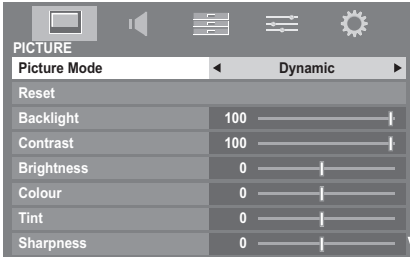 PICTURE
Picture Mode ◄ Dynamic ►
Reset
Backlight 100
Contrast 100
Brightness 0
Colour 0
Tint 0
Sharpness 0